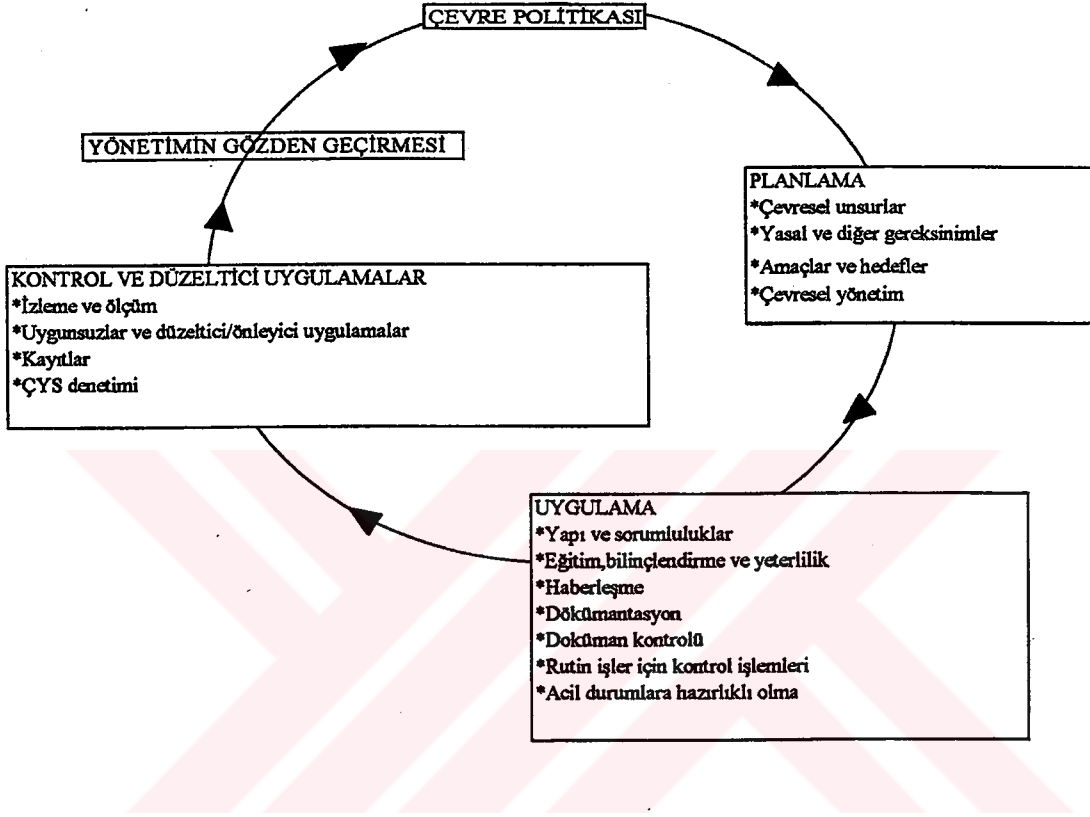 ÇEVRE POLİTİKASI
YÖNETİMİN GÖZDEN GEÇİRMESİ
PLANLAMA
*Çevresel unsurlar
*Yasal ve diğer gereksinimler
*Amaçlar ve hedefler
*Çevresel yönetim
KONTROL VE DÜZELTİCİ UYGULAMALAR
*İzleme ve ölçüm
*Uygunsuzlar ve düzeltici/önleyici uygulamalar
*Kayıtlar
*ÇYS denetimi
UYGULAMA
*Yapı ve sorumluluklar
*Eğitim,bilinçlendirme ve yeterlilik
*Haberleşme
*Dökümantasyon
*Doküman kontrolü
*Rutin işler için kontrol işlemleri
*Acil durumlara hazırlıklı olma